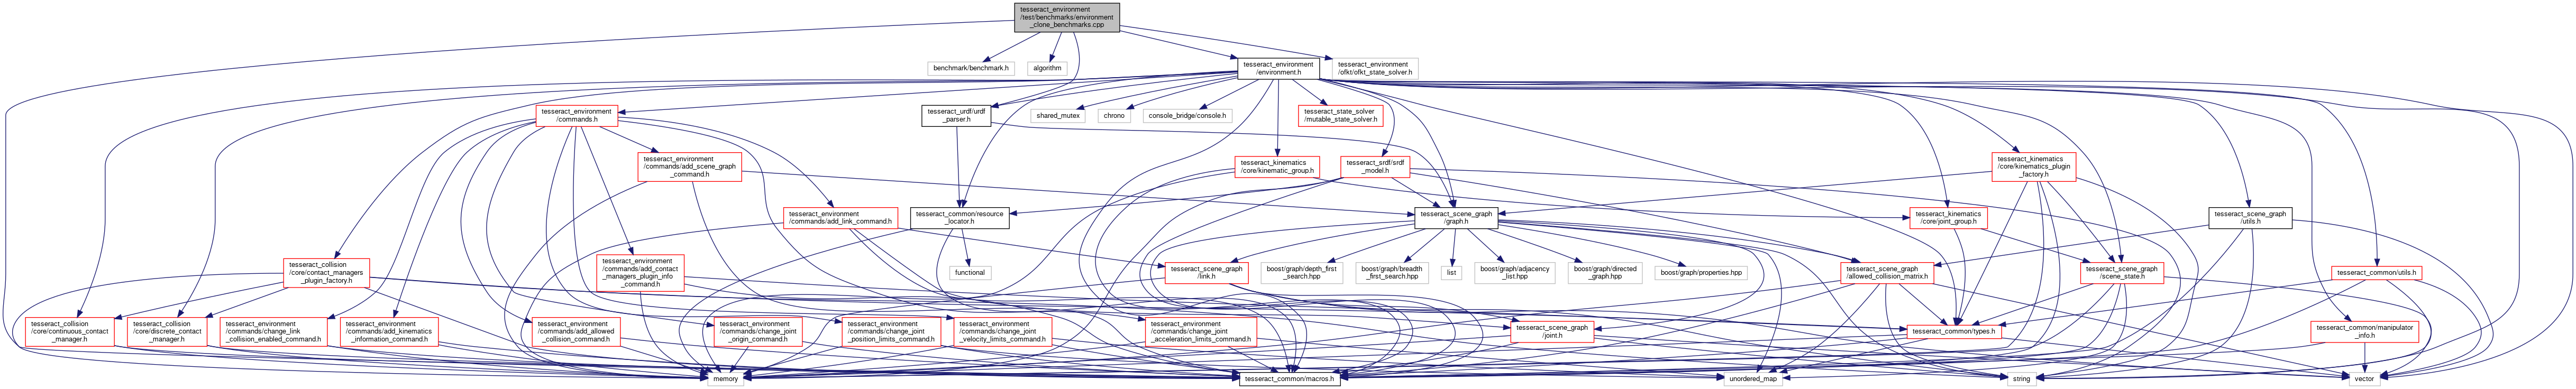 tesseract_environment
/test/benchmarks/environment
_clone_benchmarks.cpp
benchmark/benchmark.h
algorithm
tesseract_environment
/environment.h
tesseract_environment
/ofkt/ofkt_state_solver.h
tesseract_environment
/commands.h
tesseract_urdf/urdf
_parser.h
shared_mutex
chrono
console_bridge/console.h
tesseract_state_solver
/mutable_state_solver.h
tesseract_environment
/commands/add_scene_graph
_command.h
tesseract_kinematics
/core/kinematic_group.h
tesseract_srdf/srdf
_model.h
tesseract_kinematics
/core/kinematics_plugin
_factory.h
tesseract_environment
/commands/add_link_command.h
tesseract_common/resource
_locator.h
tesseract_scene_graph
/graph.h
tesseract_kinematics
/core/joint_group.h
tesseract_scene_graph
/utils.h
tesseract_collision
/core/contact_managers
_plugin_factory.h
tesseract_environment
/commands/add_contact
_managers_plugin_info
_command.h
functional
tesseract_scene_graph
/link.h
boost/graph/depth_first
_search.hpp
boost/graph/breadth
_first_search.hpp
list
boost/graph/adjacency
_list.hpp
boost/graph/directed
_graph.hpp
boost/graph/properties.hpp
tesseract_scene_graph
/allowed_collision_matrix.h
tesseract_scene_graph
/scene_state.h
tesseract_common/utils.h
tesseract_collision
/core/continuous_contact
_manager.h
tesseract_collision
/core/discrete_contact
_manager.h
tesseract_environment
/commands/change_link
_collision_enabled_command.h
tesseract_environment
/commands/add_kinematics
_information_command.h
tesseract_environment
/commands/add_allowed
_collision_command.h
tesseract_environment
/commands/change_joint
_origin_command.h
tesseract_environment
/commands/change_joint
_position_limits_command.h
tesseract_environment
/commands/change_joint
_velocity_limits_command.h
tesseract_environment
/commands/change_joint
_acceleration_limits_command.h
tesseract_scene_graph
/joint.h
tesseract_common/types.h
tesseract_common/manipulator
_info.h
memory
tesseract_common/macros.h
unordered_map
string
vector